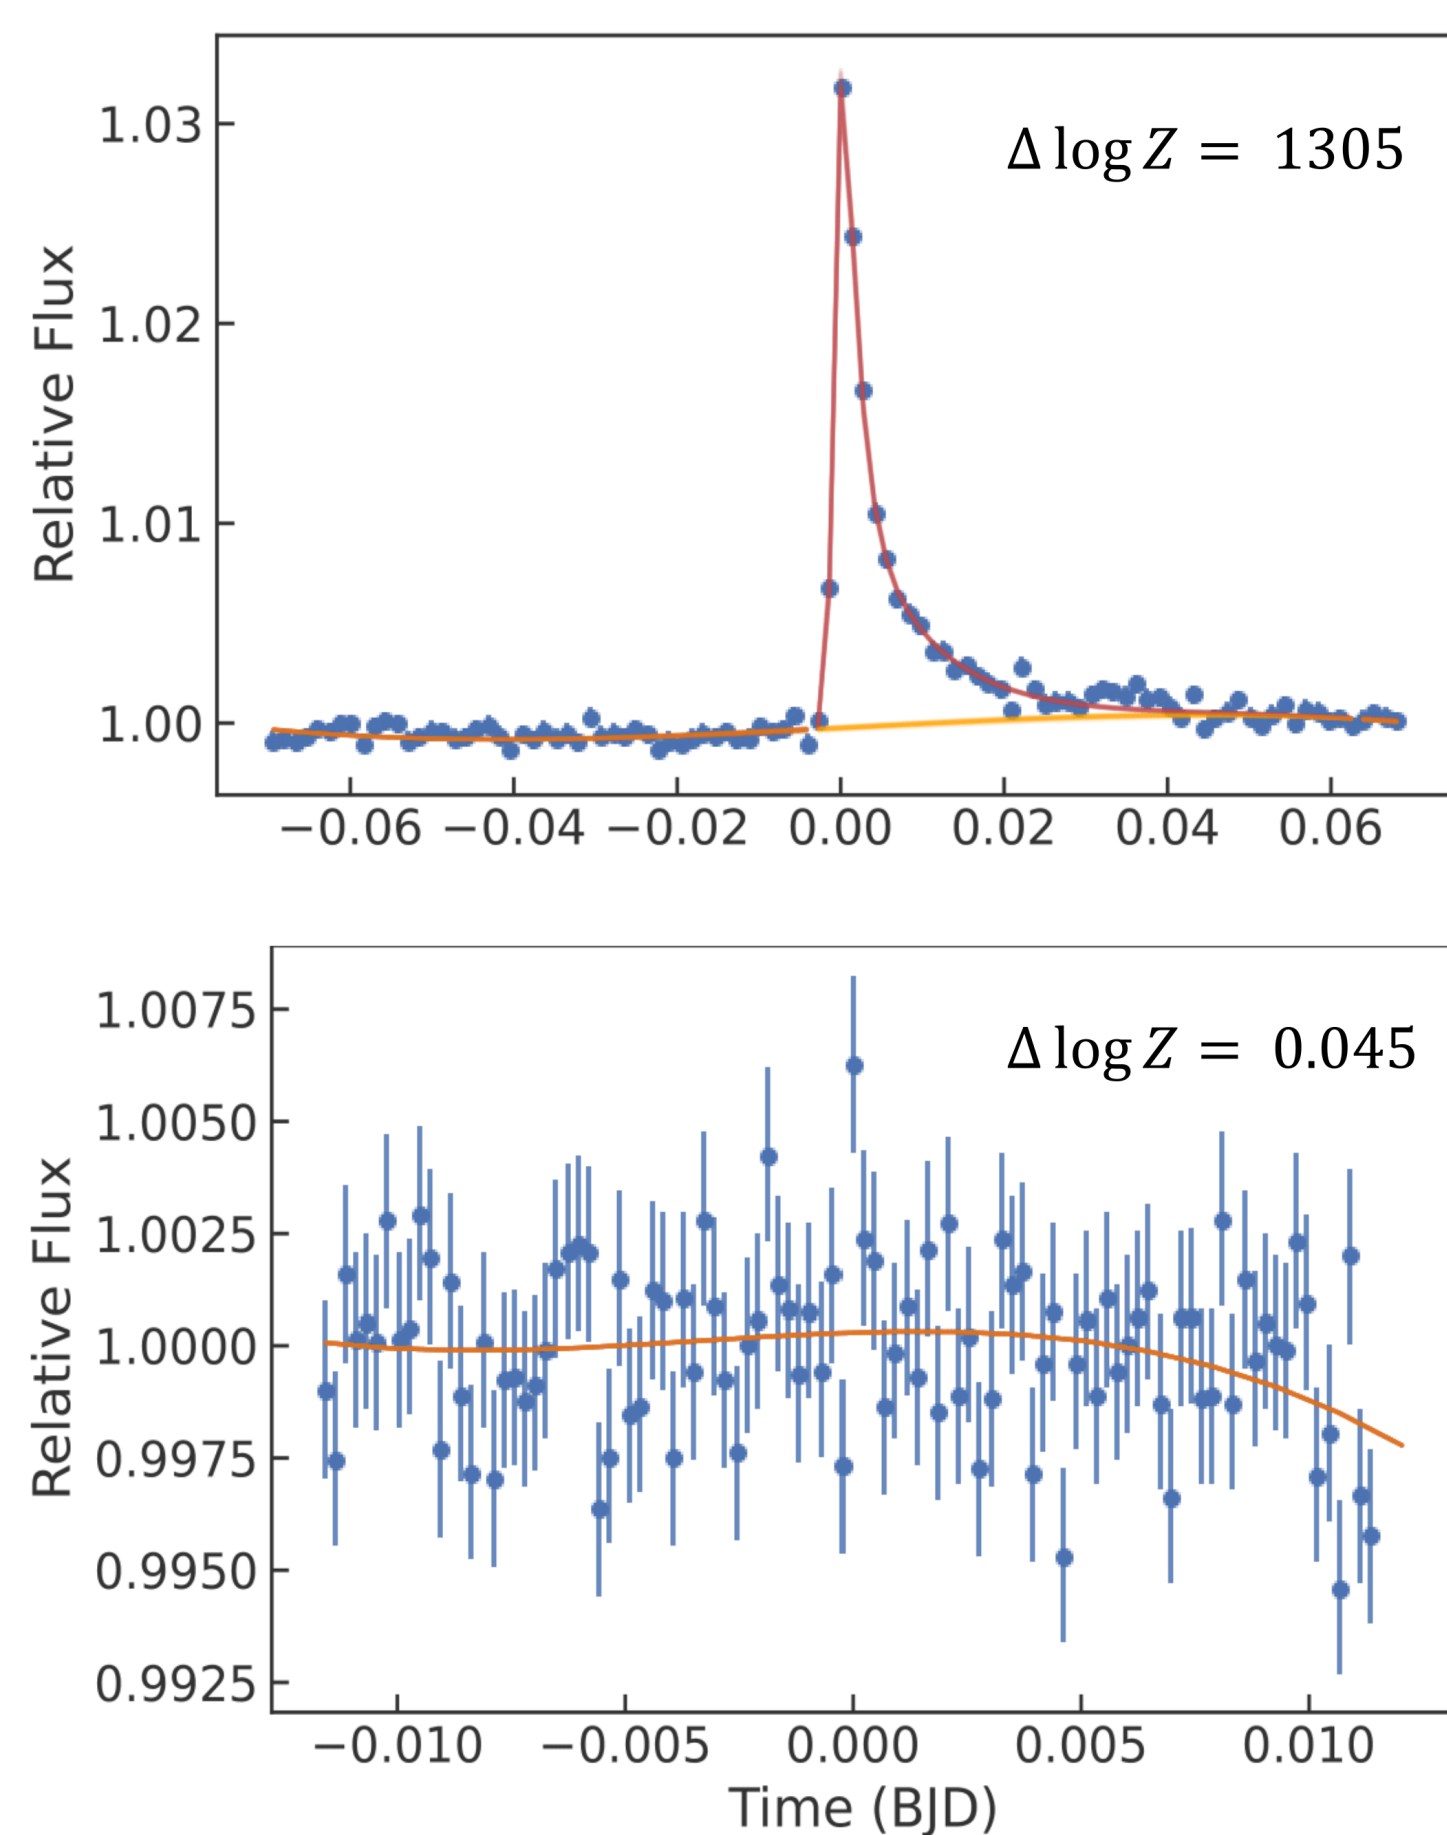 Relative Flux
1.03
1.02
1.01
1.00
Δ log Z = 1305
−0.06 −0.04 −0.02 0.00 0.02 0.04 0.06
Relative Flux
1.0075
1.0050
1.0025
1.0000
0.9975
0.9950
0.9925
Δ log Z = 0.045
−0.010 −0.005 0.000 0.005 0.010
Time (BJD)